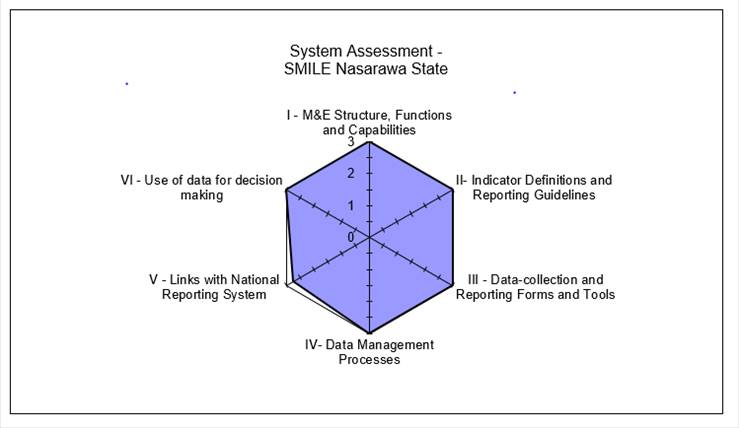 System Assessment -
SMILE Nasarawa State
I - M&E Structure, Functions
and Capabilities
3
2
1
0
II- Indicator Definitions and
Reporting Guidelines
III - Data-collection and
Reporting Forms and Tools
IV- Data Management
Processes
V - Links with National
Reporting System
VI - Use of data for decision
making